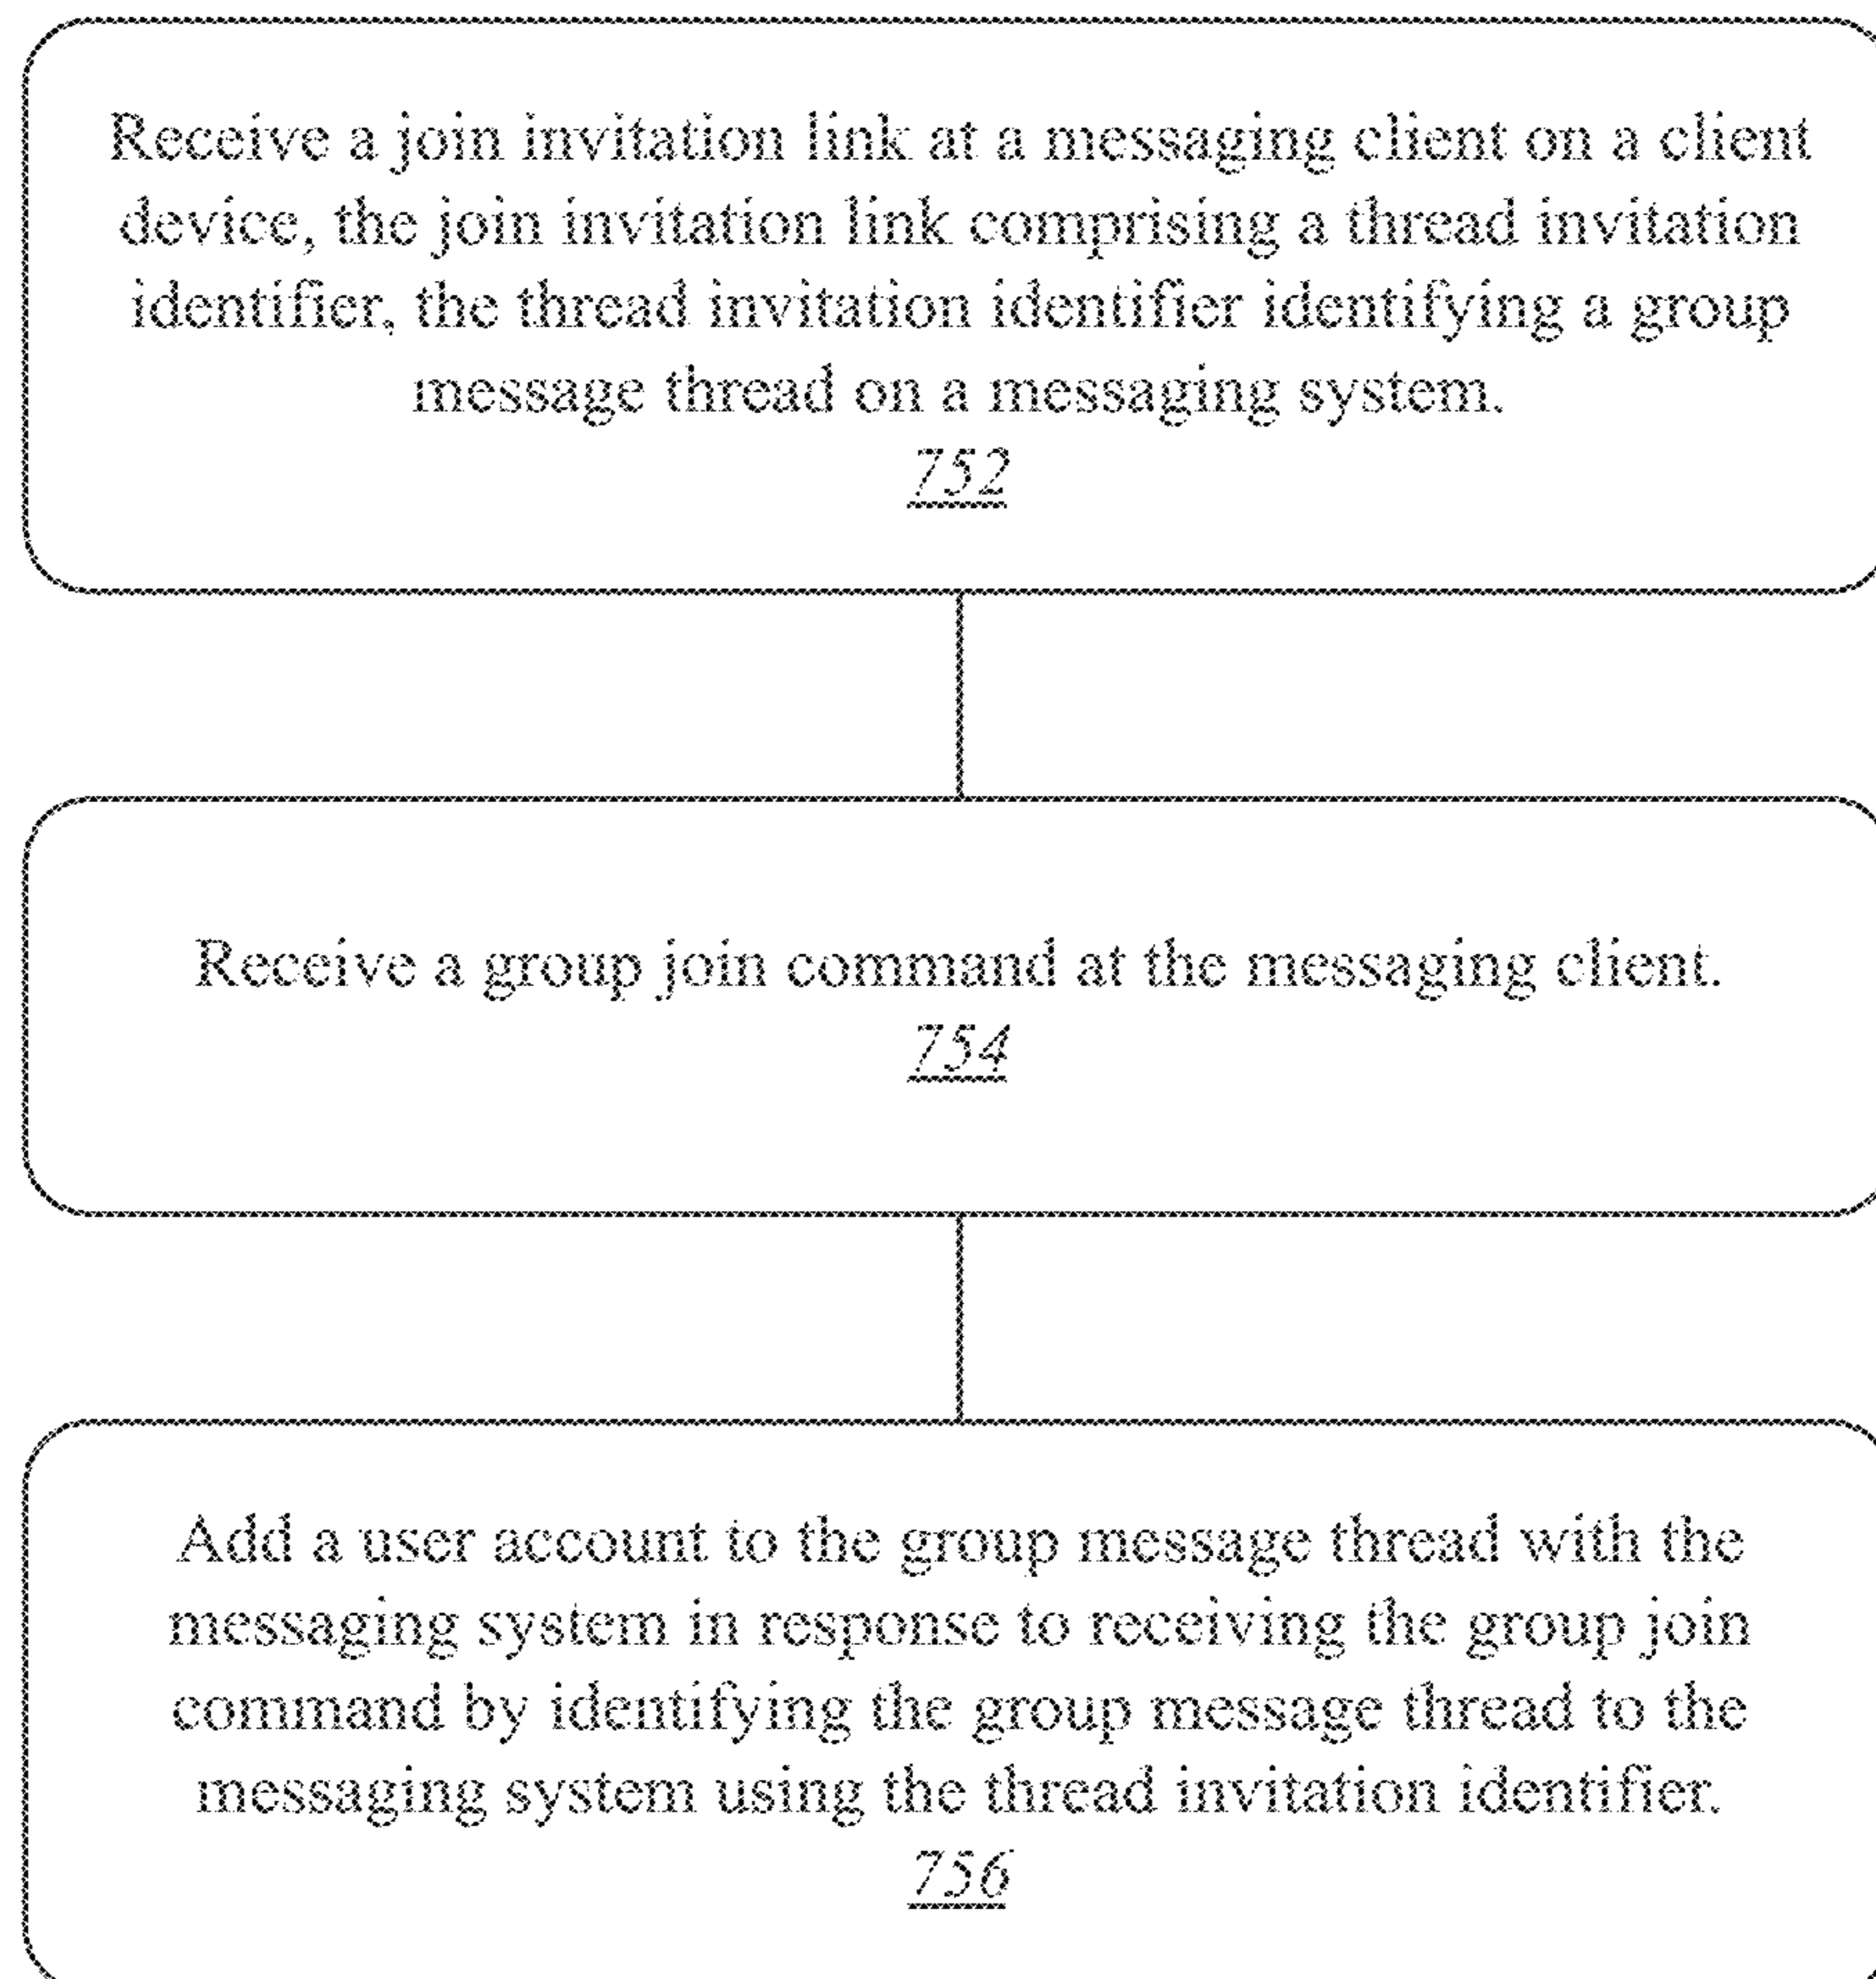 Receive a join invitation link at a messaging client on a client
device, the join invitation link comprising a thread invitation
identifier, the thread invitation identifier identifying a group
message thread on a messaging system.
752
Receive a group join command at the messaging client.
754
Add a user account to the group message thread with the
messaging system in response to receiving the group join
command by identifying the group message thread to the
messaging system using the thread invitation identifier.
756